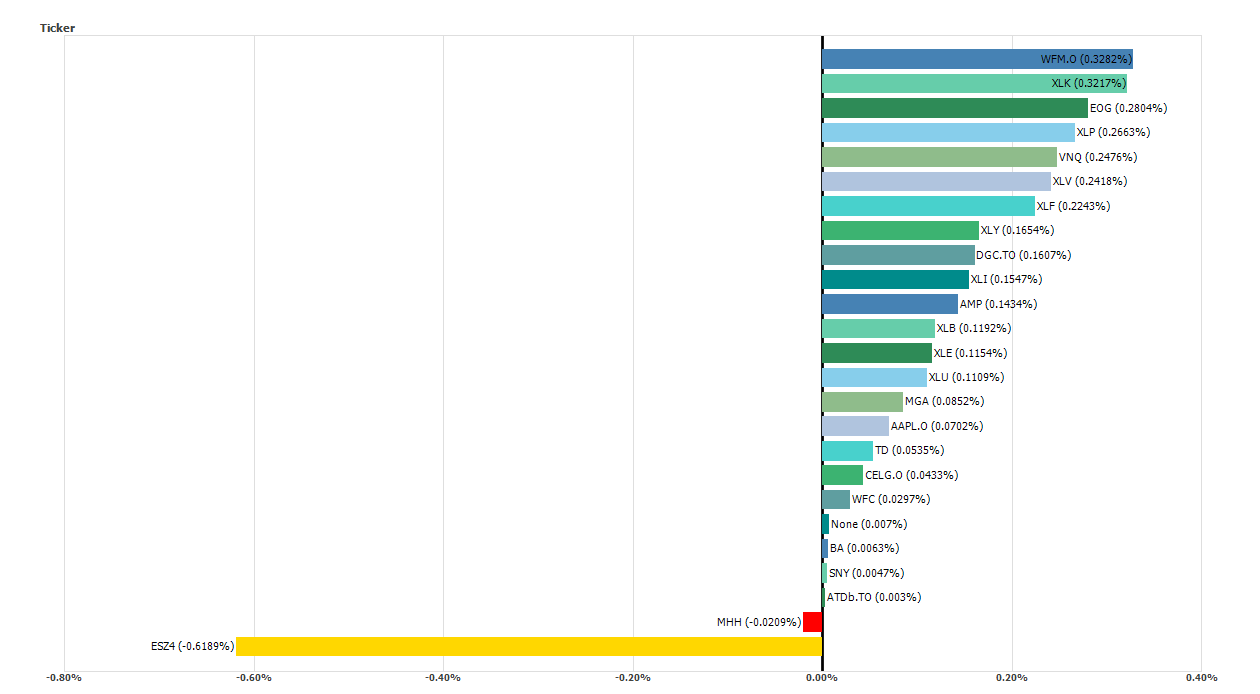 Ticker
WFM.O (0.3282%)
XLK (0.3217%)
EOG (0.2804%)
XLP (0.2663%)
VNQ (0.2476%)
XLV (0.2418%)
XLF (0.2243%)
XLY (0.1654%)
DGC.TO (0.1607%)
XLI (0.1547%)
AMP (0.1434%)
XLB (0.1192%)
XLE (0.1154%)
XLU (0.1109%)
MGA (0.0852%)
AAPL.O (0.0702%)
TD (0.0535%)
CELG.O (0.0433%)
WFC (0.0297%)
None (0.007%)
BA (0.0063%)
SNY (0.0047%)
ATDb.TO (0.003%)
MHH (-0.0209%)
ESZ4 (-0.6189%)
-0.80% -0.60% -0.40% -0.20% 0.00% 0.20% 0.40%